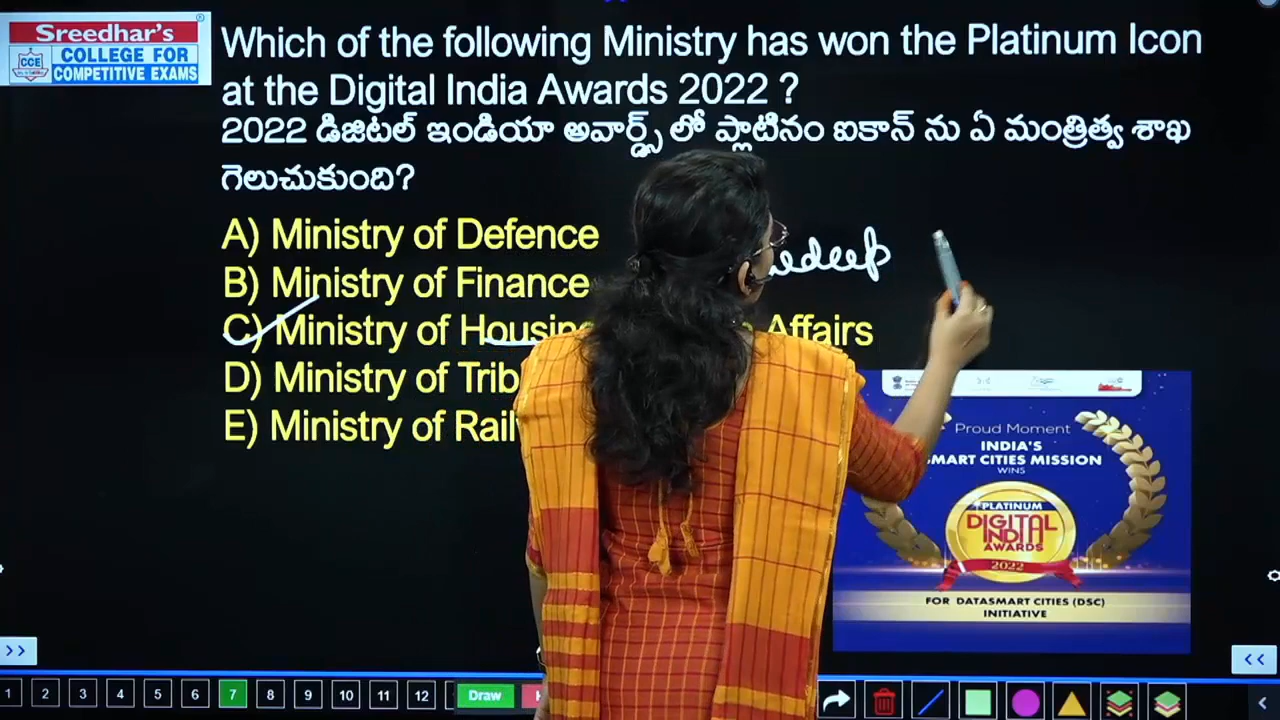 Sreedhar's
CCE
COLLEGE FOR
COMPETITIVE EXAMS
Which of the following Ministry has won the Platinum Icon
at the Digital India Awards 2022 ?
2022 డిజిటల్ ఇండియా అవార్డ్స్ లో ప్లాటినం ఐకాన్ ను ఏ మంత్రిత్వ శాఖ
గెలుచుకుంది?
A) Ministry of Defence
B) Ministry of Finance
C) Ministry of Affairs
D) Ministry of
E) Ministry of
Proud Moment
INDIA'S
SMART CITIES MISSION
WINS
PLATINUM
DIGITAL
INDIA
AWARDS
2022
FOR DATASMART CITIES (DSC)
INITIATIVE
>> <<
1 2 3 4 5 6 7 8 9 10 11 12 Draw